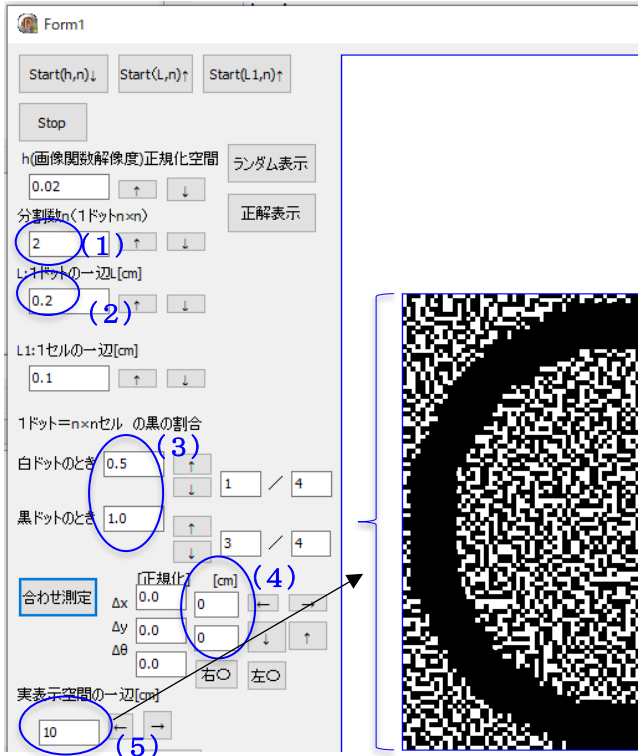 Form1
Start(h,n)↓ Start(L,n)↑ Start(L1,n)↑
Stop
h(画像関数解像度)正規化空間
ランダム表示
0.02 ↑ ↓
分割数n(1ドットn×n)
正解表示
2 (1) ↑ ↓
L:1ドットの一辺L[cm]
0.2 (2) ↑ ↓
L1:1セルの一辺[cm]
0.1 ↑ ↓
1ドット=n×nセル の黒の割合
(3)
白ドットのとき 0.5 ↑
↓ 1 / 4
黒ドットのとき 1.0 ↑
↓ 3 / 4
[正規化] [cm] (4)
合わせ測定
Δx 0.0 0 ← →
Δy 0.0 0 ↓ ↑
Δθ 0.0 右〇 左〇
実表示空間の一辺[cm]
10 ← →
(5)